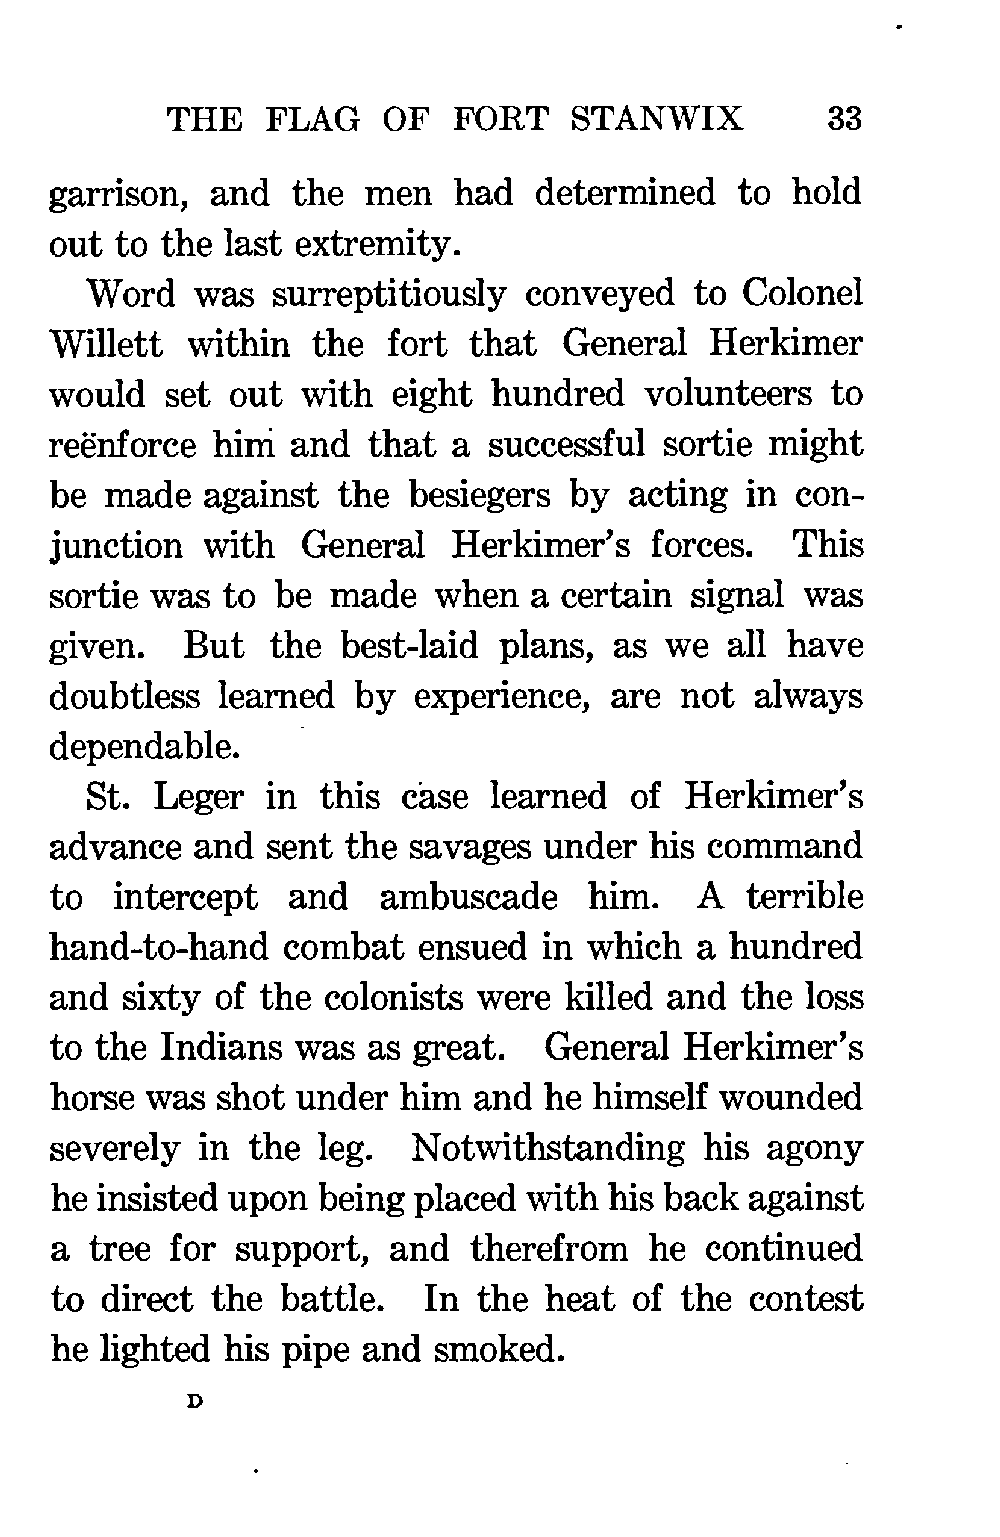 THE FLAG OF FORT STANWIX 33
garrison, and the men had determined to hold
out to the last extremity.
Word was surreptitiously conveyed to Colonel
Willett within the fort that General Herkimer
would set out with eight hundred volunteers to
reënforce him and that a successful sortie might
be made against the besiegers by acting in con-
junction with General Herkimer's forces. This
sortie was to be made when a certain signal was
given. But the best-laid plans, as we all have
doubtless learned by experience, are not always
dependable.
St. Leger in this case learned of Herkimer's
advance and sent the savages under his command
to intercept and ambuscade him. A terrible
hand-to-hand combat ensued in which a hundred
and sixty of the colonists were killed and the loss
to the Indians was as great. General Herkimer's
horse was shot under him and he himself wounded
severely in the leg. Notwithstanding his agony
he insisted upon being placed with his back against
a tree for support, and therefrom he continued
to direct the battle. In the heat of the contest
he lighted his pipe and smoked.
D